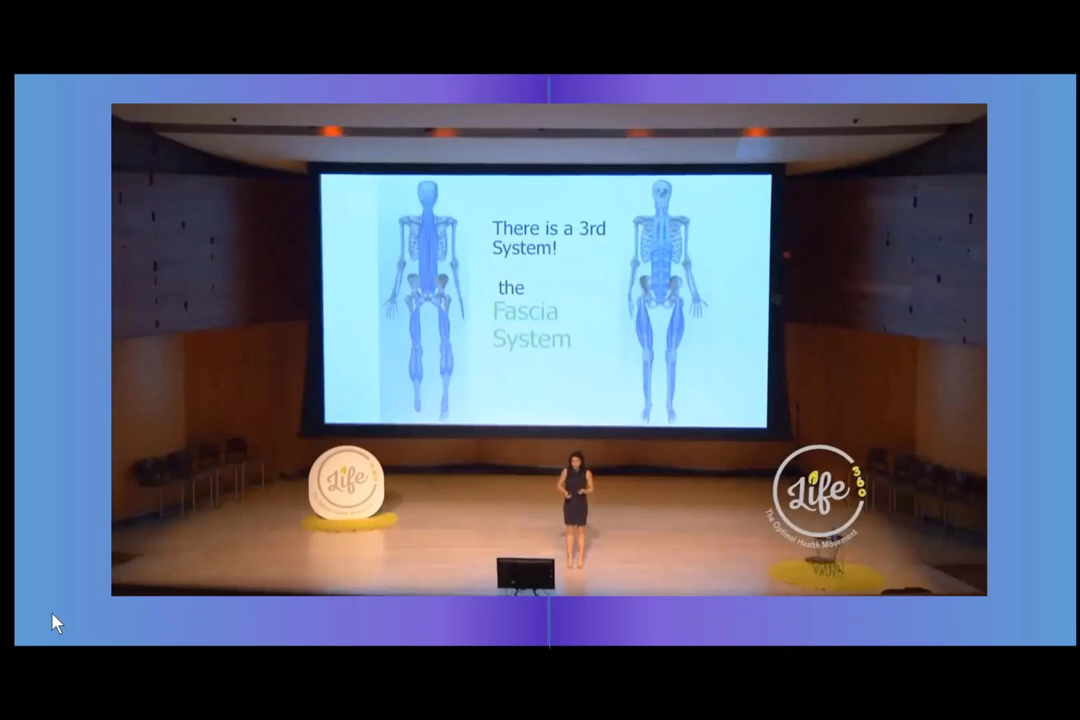 There is a 3rd
System!
the
Fascia
System
Life
Life
360
The Optimal Health Movement